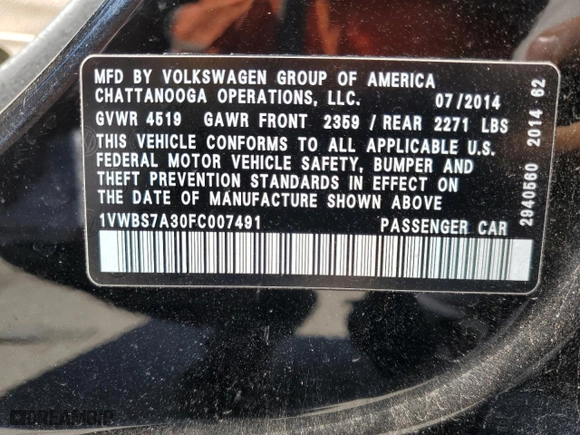 MFD BY VOLKSWAGEN GROUP OF AMERICA
CHATTANOOGA OPERATIONS, LLC. 07/2014
GVWR 4519 GAWR FRONT 2359 / REAR 2271 LBS
THIS VEHICLE CONFORMS TO ALL APPLICABLE U.S.
FEDERAL MOTOR VEHICLE SAFETY, BUMPER AND
THEFT PREVENTION STANDARDS IN EFFECT ON
THE DATE OF MANUFACTURE SHOWN ABOVE
1VWBS7A30FC007491 PASSENGER CAR
2940560 2014 62
DREAMBID